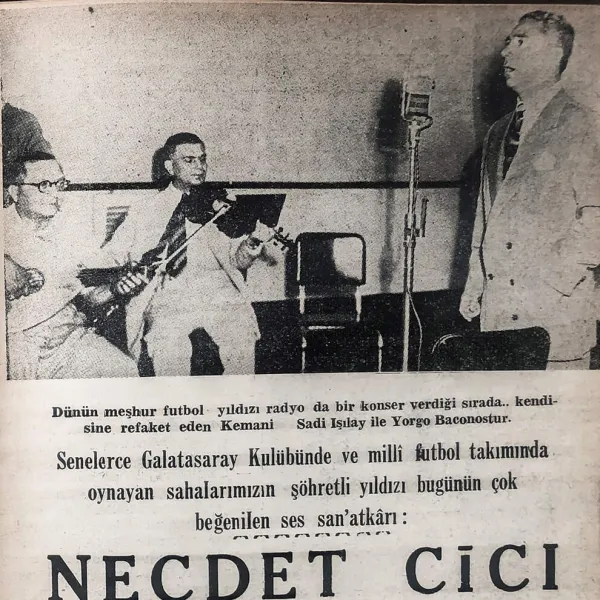 Dünün meşhur futbol yıldızı radyo da bir konser verdiği sırada.. kendi-
sine refaket eden Kemani Sadi Işılay ile Yorgo Baconostur.
Senelerce Galatasaray Kulübünde ve millî futbol takımında
oynayan sahalarımızın şöhretli yıldızı bugünün çok
beğenilen ses san'atkârı :
NECDET CİCİ